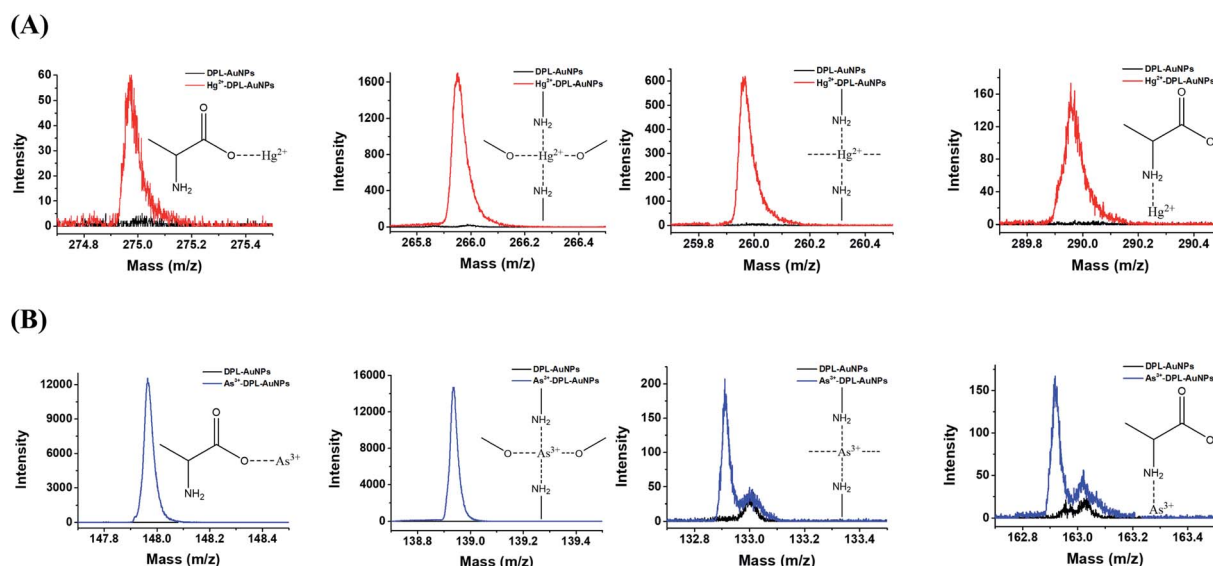 (A)
60
50
40
30
20
10
0
Intensity
DPL-AuNPs
Hg²⁺-DPL-AuNPs
O
O
Hg²⁺
NH₂
274.8 275.0 275.2 275.4
Mass (m/z)
1600
1200
800
400
0
Intensity
DPL-AuNPs
Hg²⁺-DPL-AuNPs
NH₂
O Hg²⁺ O
NH₂
265.8 266.0 266.2 266.4
Mass (m/z)
600
500
400
300
200
100
0
Intensity
DPL-AuNPs
Hg²⁺-DPL-AuNPs
NH₂
Hg²⁺
NH₂
259.8 260.0 260.2 260.4
Mass (m/z)
160
120
80
40
0
Intensity
DPL-AuNPs
Hg²⁺-DPL-AuNPs
O
O
NH₂
Hg²⁺
289.8 290.0 290.2 290.4
Mass (m/z)
(B)
12000
9000
6000
3000
0
Intensity
DPL-AuNPs
As³⁺-DPL-AuNPs
O
O
As³⁺
NH₂
147.8 148.0 148.2 148.4
Mass (m/z)
16000
12000
8000
4000
0
Intensity
DPL-AuNPs
As³⁺-DPL-AuNPs
NH₂
O As³⁺ O
NH₂
138.8 139.0 139.2 139.4
Mass (m/z)
200
150
100
50
0
Intensity
DPL-AuNPs
As³⁺-DPL-AuNPs
NH₂
As³⁺
NH₂
132.8 133.0 133.2 133.4
Mass (m/z)
150
100
50
0
Intensity
DPL-AuNPs
As³⁺-DPL-AuNPs
O
O
NH₂
As³⁺
162.8 163.0 163.2 163.4
Mass (m/z)